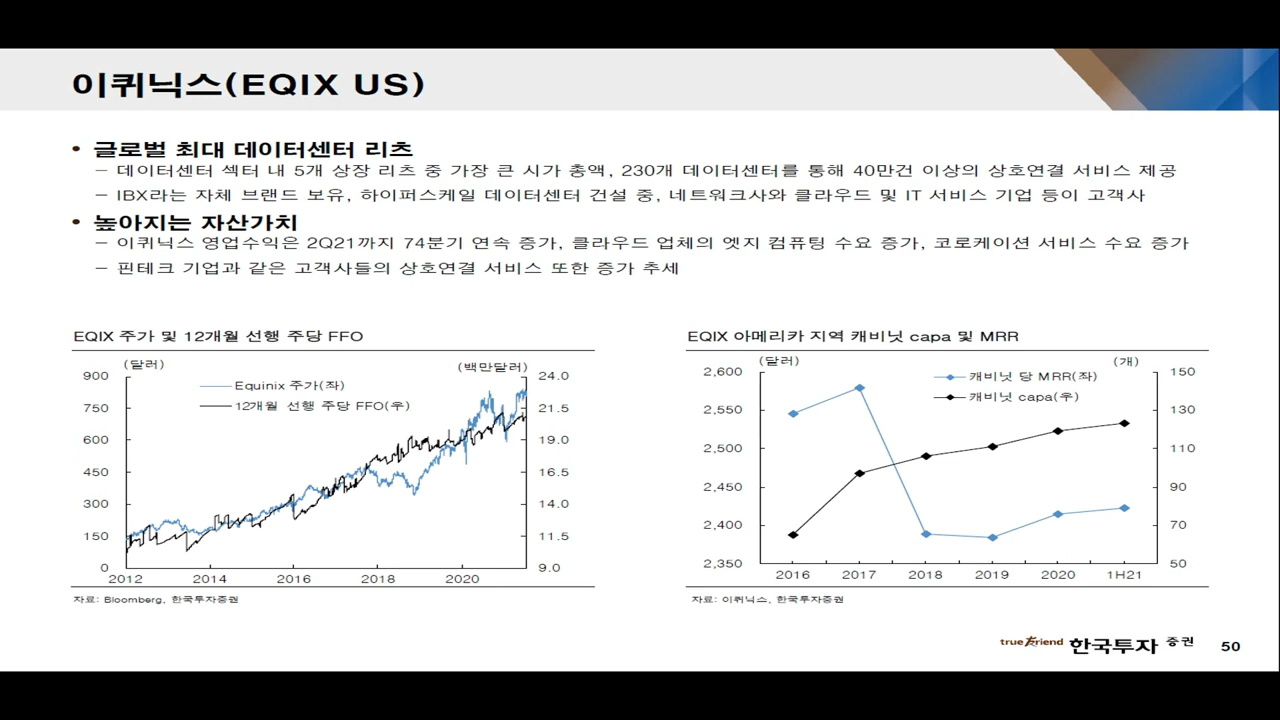 이퀴닉스(EQIX US)
• 글로벌 최대 데이터센터 리츠
– 데이터센터 섹터 내 5개 상장 리츠 중 가장 큰 시가 총액, 230개 데이터센터를 통해 40만건 이상의 상호연결 서비스 제공
– IBX라는 자체 브랜드 보유, 하이퍼스케일 데이터센터 건설 중, 네트워크사와 클라우드 및 IT 서비스 기업 등이 고객사
• 높아지는 자산가치
– 이퀴닉스 영업수익은 2Q21까지 74분기 연속 증가, 클라우드 업체의 엣지 컴퓨팅 수요 증가, 코로케이션 서비스 수요 증가
– 핀테크 기업과 같은 고객사들의 상호연결 서비스 또한 증가 추세
EQIX 주가 및 12개월 선행 주당 FFO
(달러) (백만달러)
900 24.0
Equinix 주가(좌)
12개월 선행 주당 FFO(우)
750 21.5
600 19.0
450 16.5
300 14.0
150 11.5
0 9.0
2012 2014 2016 2018 2020
자료: Bloomberg, 한국투자증권
EQIX 아메리카 지역 캐비닛 capa 및 MRR
(달러) (개)
2,600 150
캐비닛 당 MRR(좌)
캐비닛 capa(우)
2,550 130
2,500 110
2,450 90
2,400 70
2,350 50
2016 2017 2018 2019 2020 1H21
자료: 이퀴닉스, 한국투자증권
true friend 한국투자 증권 50